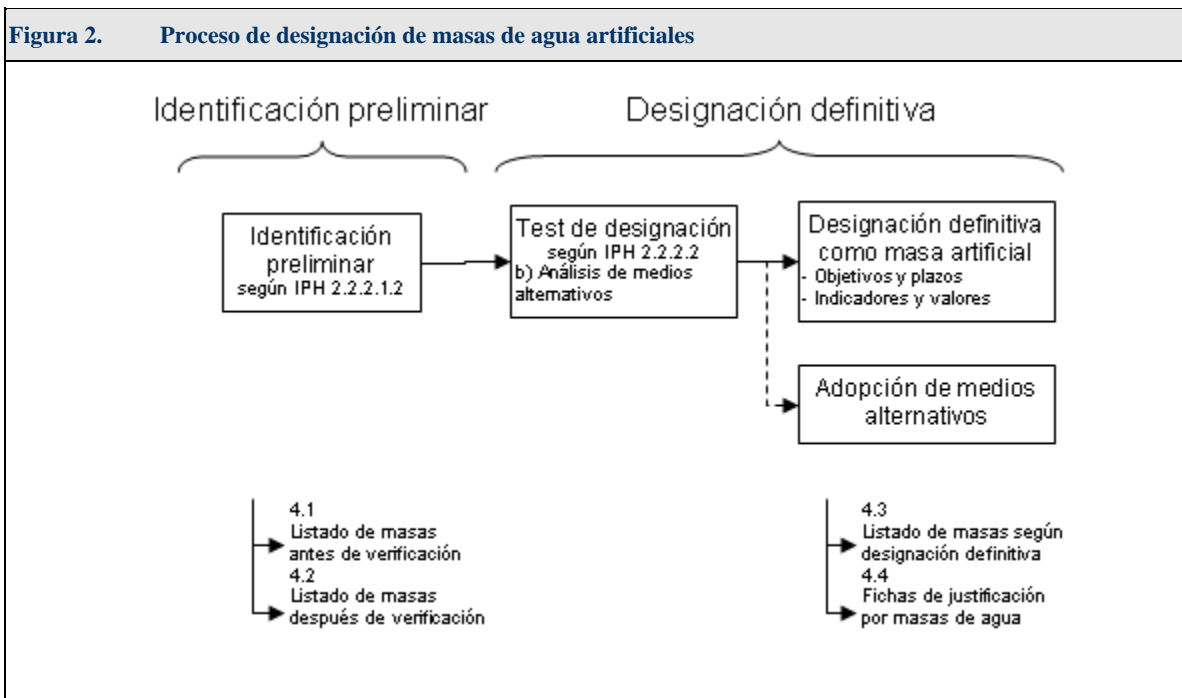 Figura 2. Proceso de designación de masas de agua artificiales
Identificación preliminar
Designación definitiva
Identificación
preliminar
según IPH 2.2.2.1.2
Test de designación
según IPH 2.2.2.2
b) Análisis de medios
alternativos
Designación definitiva
como masa artificial
- Objetivos y plazos
- Indicadores y valores
Adopción de medios
alternativos
4.1
Listado de masas
antes de verificación
4.2
Listado de masas
después de verificación
4.3
Listado de masas según
designación definitiva
4.4
Fichas de justificación
por masas de agua